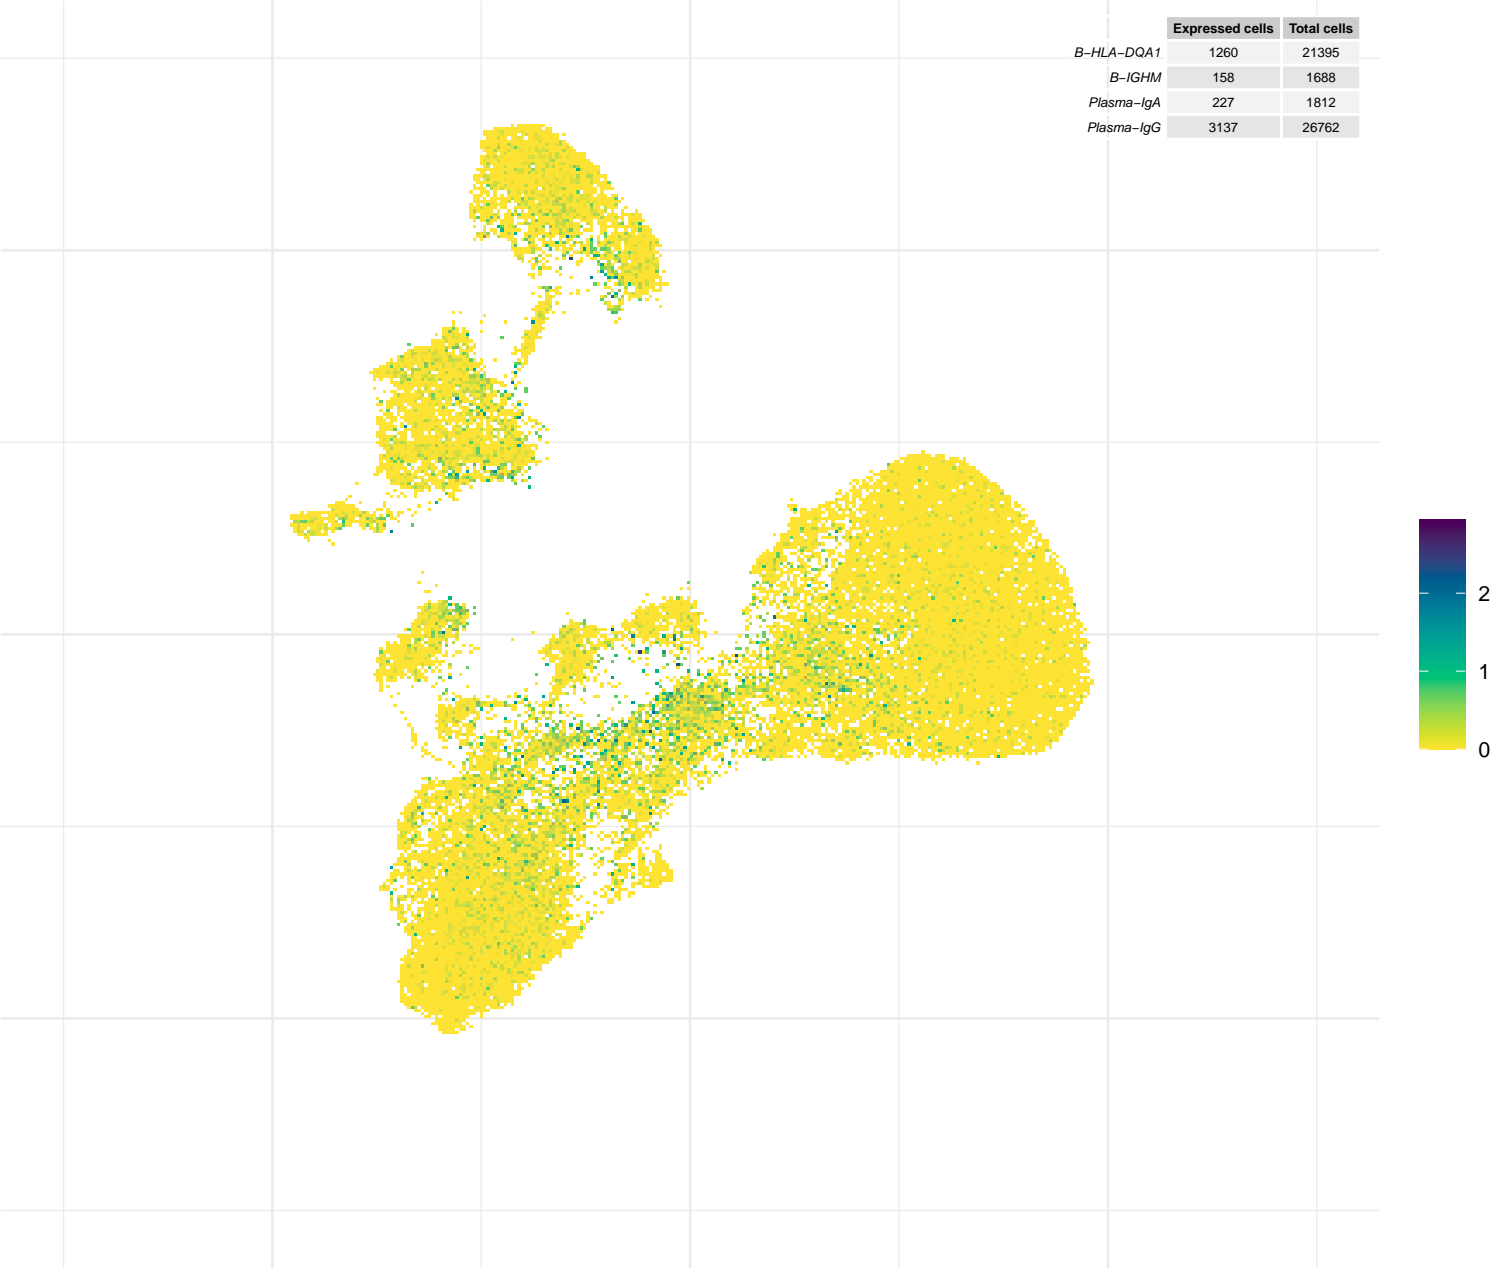 Expressed cells Total cells
B−HLA−DQA1 1260 21395
B−IGHM 158 1688
Plasma−IgA 227 1812
Plasma−IgG 3137 26762
2
1
0